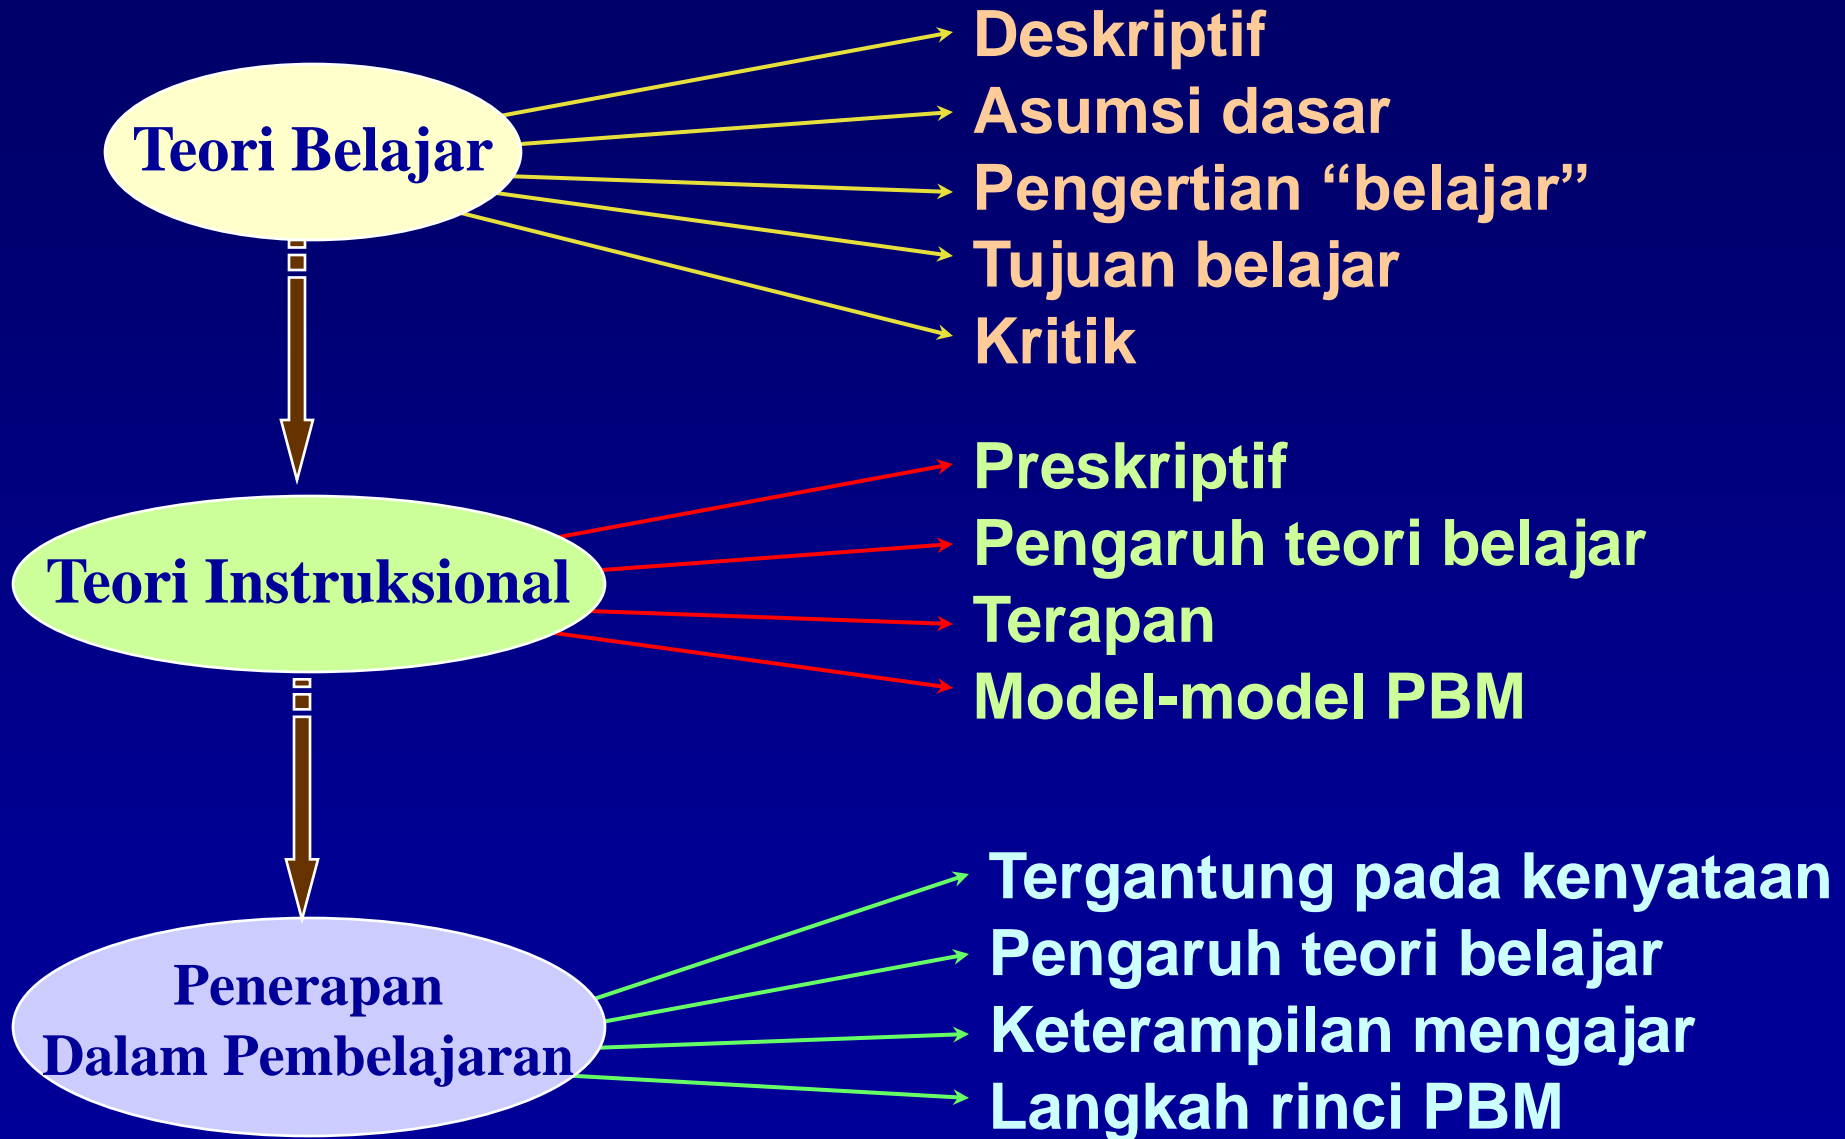 Teori Belajar
Deskriptif
Asumsi dasar
Pengertian “belajar”
Tujuan belajar
Kritik
Teori Instruksional
Preskriptif
Pengaruh teori belajar
Terapan
Model-model PBM
Penerapan
Dalam Pembelajaran
Tergantung pada kenyataan
Pengaruh teori belajar
Keterampilan mengajar
Langkah rinci PBM